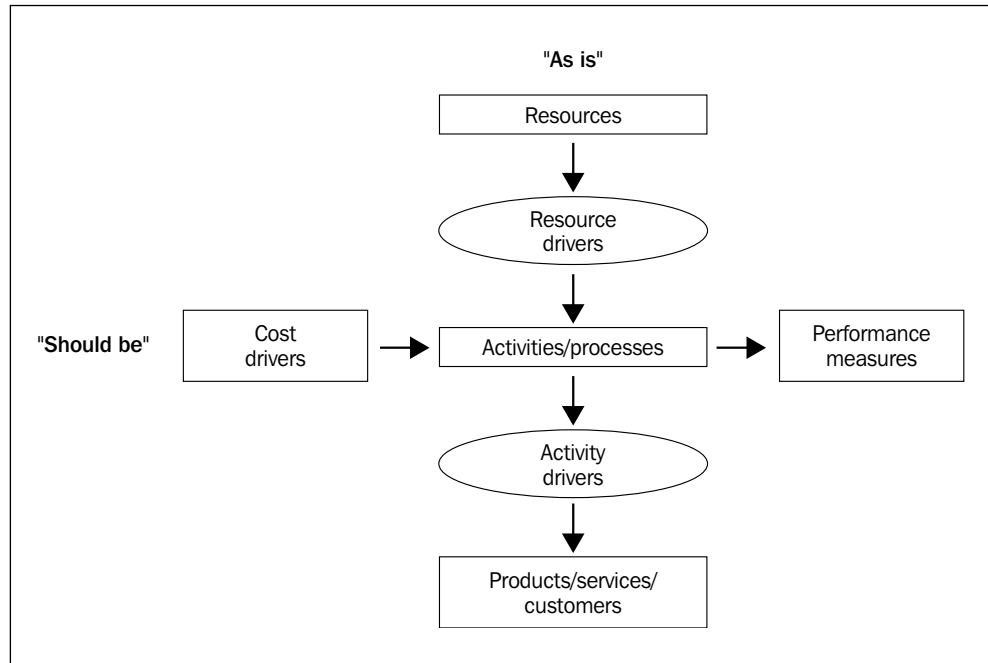 "As is"
Resources
Resource
drivers
"Should be"
Cost
drivers
Activities/processes
Performance
measures
Activity
drivers
Products/services/
customers